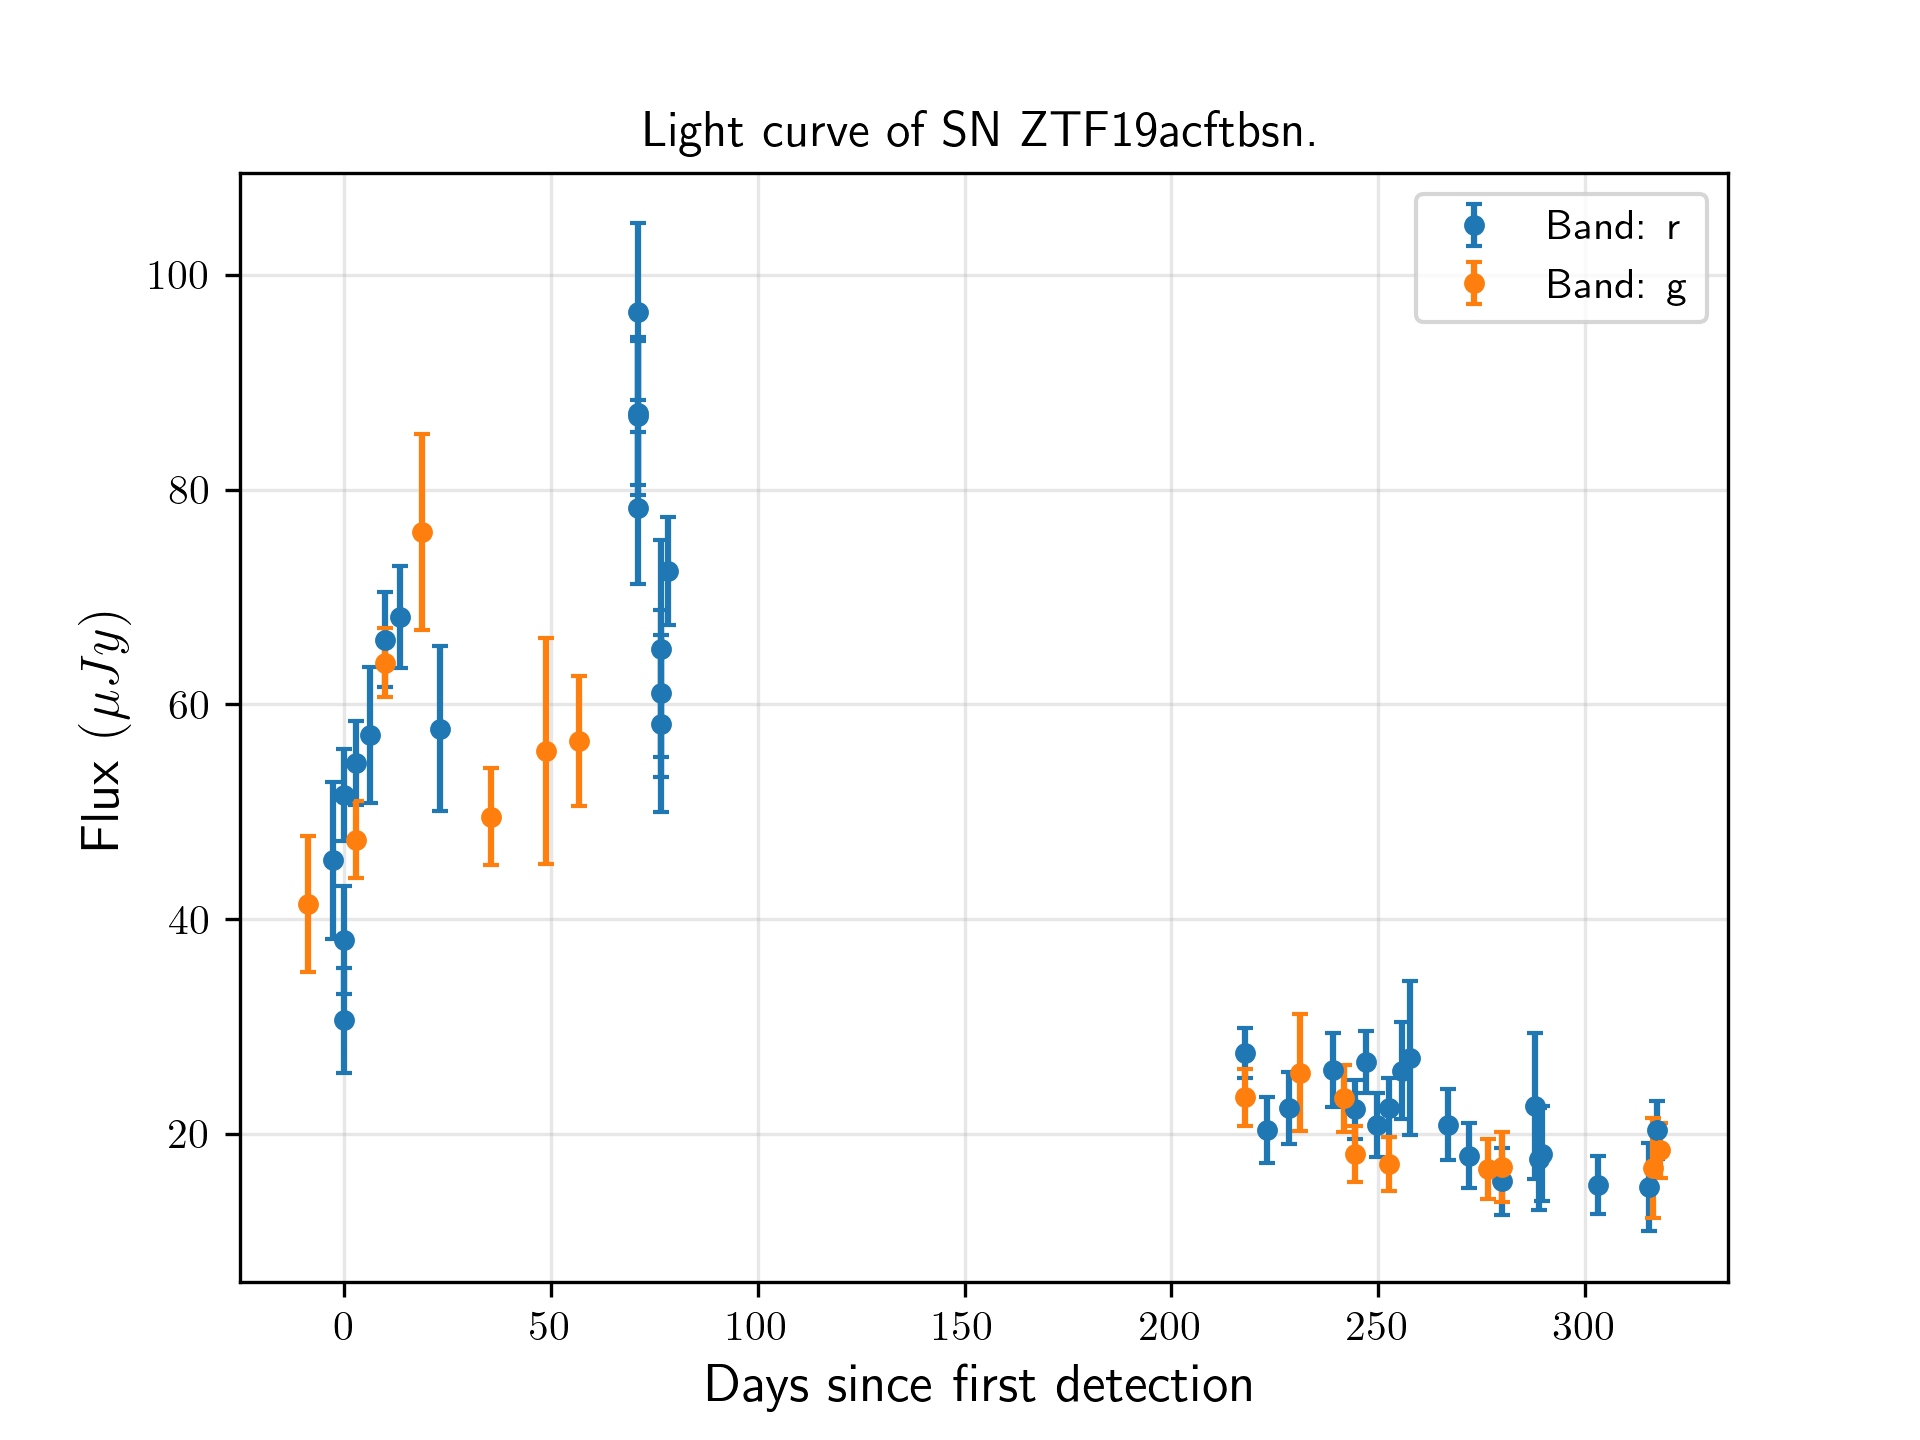 Light curve of SN ZTF19acftbsn.
Band: r
Band: g
100
80
60
40
20
Flux (μJy)
0 50 100 150 200 250 300
Days since first detection